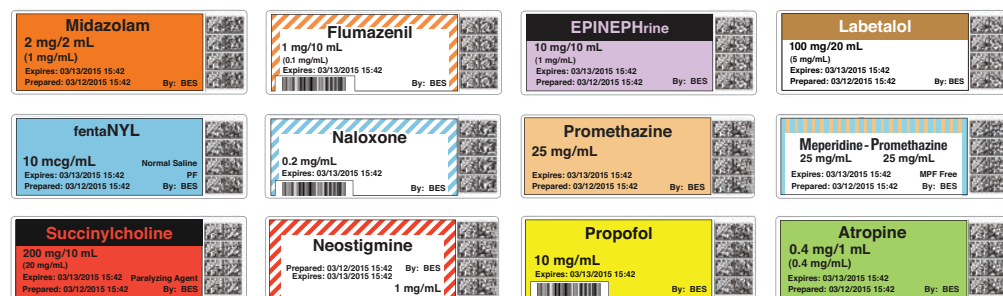 Midazolam
2 mg/2 mL
(1 mg/mL)
Expires: 03/13/2015 15:42
Prepared: 03/12/2015 15:42 By: BES
Flumazenil
1 mg/10 mL
(0.1 mg/mL)
Expires: 03/13/2015 15:42
By: BES
EPINEPHrine
10 mg/10 mL
(1 mg/mL)
Expires: 03/13/2015 15:42
Prepared: 03/12/2015 15:42 By: BES
Labetalol
100 mg/20 mL
(5 mg/mL)
Expires: 03/13/2015 15:42
Prepared: 03/12/2015 15:42 By: BES
fentaNYL
10 mcg/mL Normal Saline
Expires: 03/13/2015 15:42 PF
Prepared: 03/12/2015 15:42 By: BES
Naloxone
0.2 mg/mL
Expires: 03/13/2015 15:42
By: BES
Promethazine
25 mg/mL
Expires: 03/13/2015 15:42
Prepared: 03/12/2015 15:42 By: BES
Meperidine - Promethazine
25 mg/mL 25 mg/mL
Expires: 03/13/2015 15:42 MPF Free
Prepared: 03/12/2015 15:42 By: BES
Succinylcholine
200 mg/10 mL
(20 mg/mL)
Expires: 03/13/2015 15:42 Paralyzing Agent
Prepared: 03/12/2015 15:42 By: BES
Neostigmine
Prepared: 03/12/2015 15:42 By: BES
Expires: 03/13/2015 15:42
1 mg/mL
Propofol
10 mg/mL
Expires: 03/13/2015 15:42
By: BES
Atropine
0.4 mg/1 mL
(0.4 mg/mL)
Expires: 03/13/2015 15:42
Prepared: 03/12/2015 15:42 By: BES